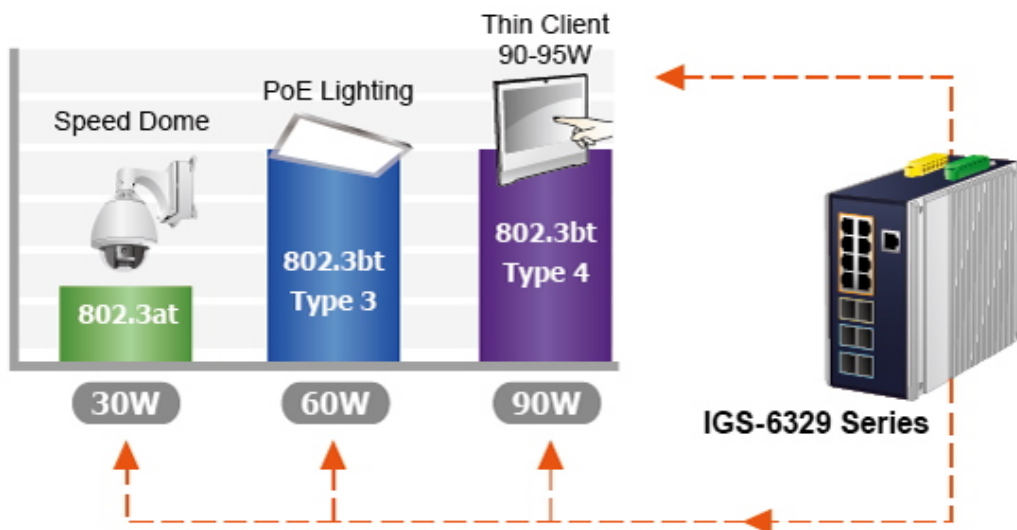 Thin Client
90-95W
PoE Lighting
Speed Dome
802.3at
802.3bt
Type 3
802.3bt
Type 4
30W
60W
90W
IGS-6329 Series